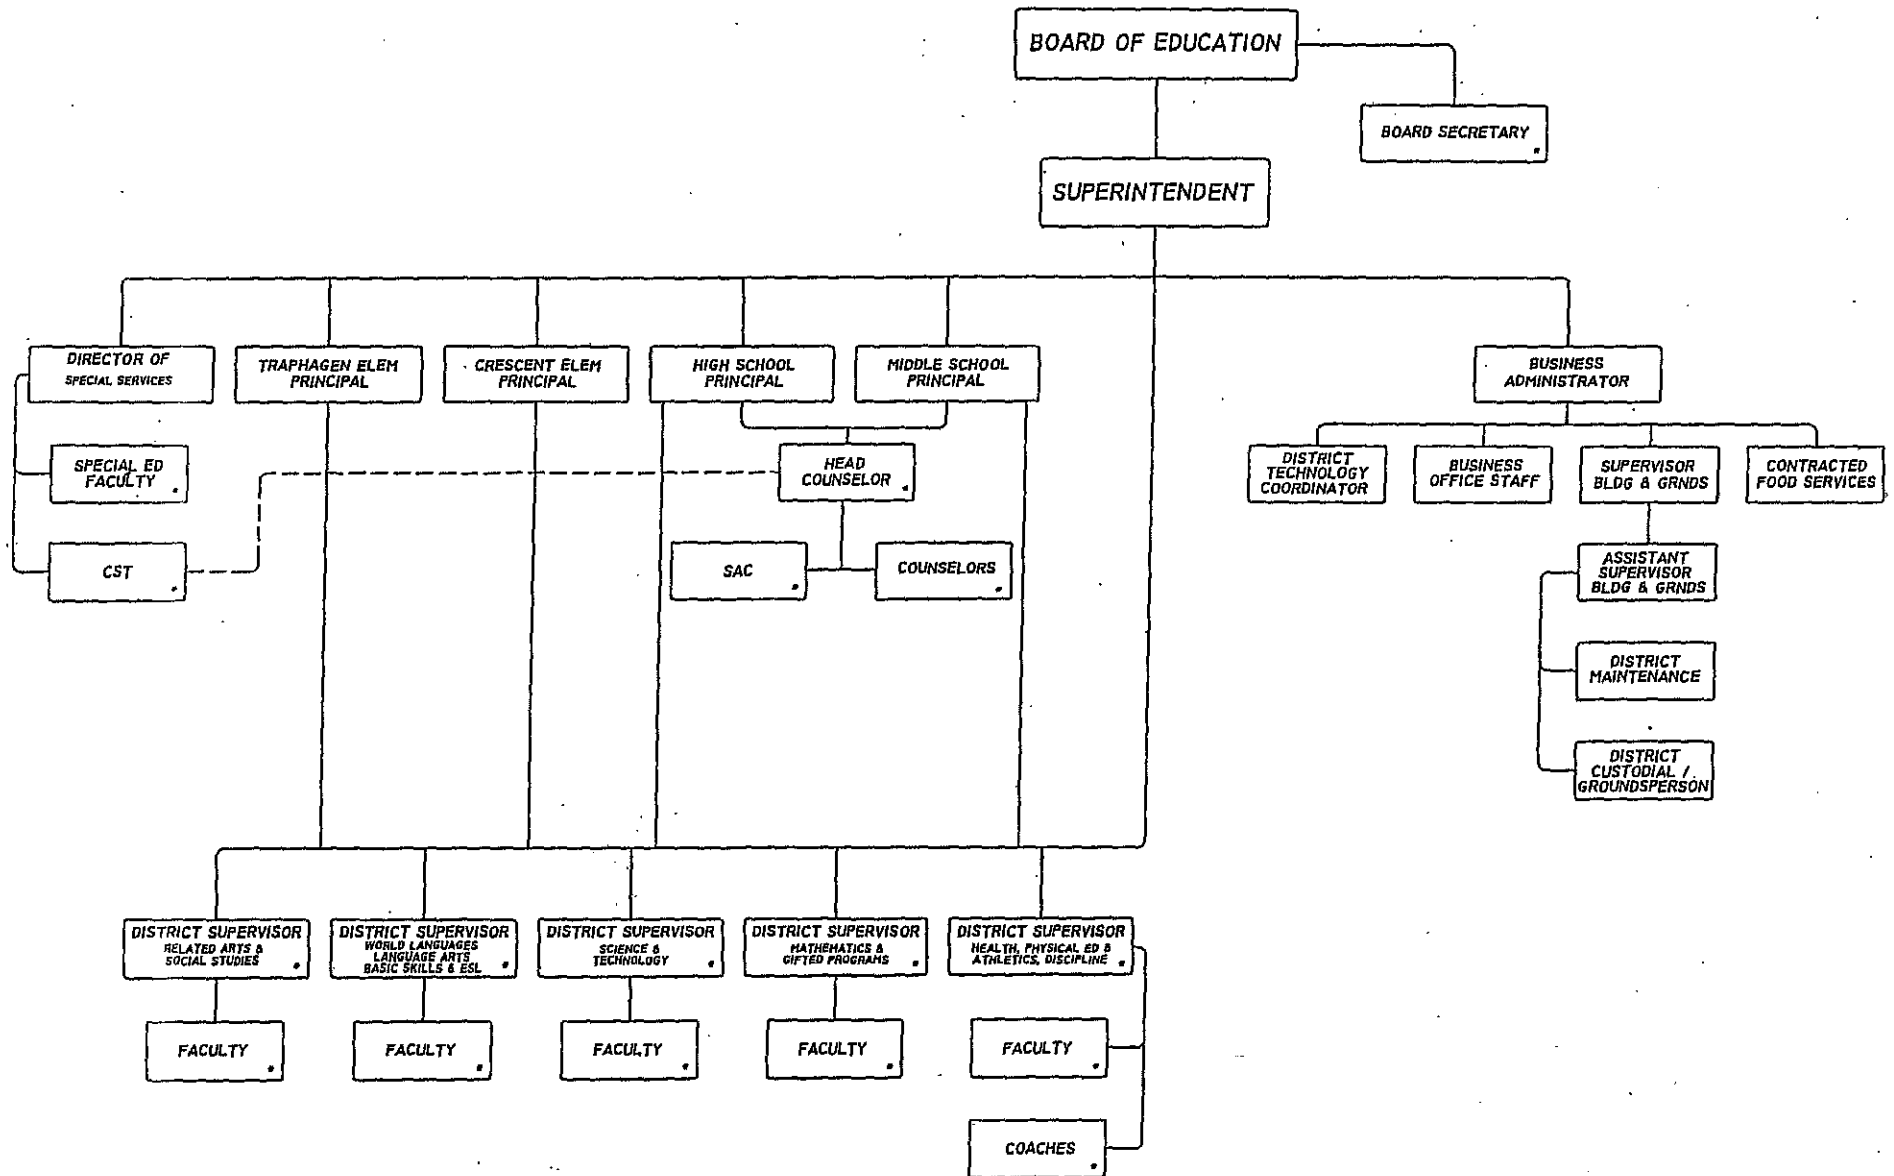 BOARD OF EDUCATION
BOARD SECRETARY
SUPERINTENDENT
DIRECTOR OF
SPECIAL SERVICES
TRAPHAGEN ELEM
PRINCIPAL
CRESCENT ELEM
PRINCIPAL
HIGH SCHOOL
PRINCIPAL
MIDDLE SCHOOL
PRINCIPAL
BUSINESS
ADMINISTRATOR
SPECIAL ED
FACULTY
HEAD
COUNSELOR
DISTRICT
TECHNOLOGY
COORDINATOR
BUSINESS
OFFICE STAFF
SUPERVISOR
BLDG & GRNDS
CONTRACTED
FOOD SERVICES
CST
SAC
COUNSELORS
ASSISTANT
SUPERVISOR
BLDG & GRNDS
DISTRICT
MAINTENANCE
DISTRICT
CUSTODIAL /
GROUNDSPERSON
DISTRICT SUPERVISOR
RELATED ARTS &
SOCIAL STUDIES
DISTRICT SUPERVISOR
WORLD LANGUAGES
LANGUAGE ARTS
BASIC SKILLS & ESL
DISTRICT SUPERVISOR
SCIENCE &
TECHNOLOGY
DISTRICT SUPERVISOR
MATHEMATICS &
GIFTED PROGRAMS
DISTRICT SUPERVISOR
HEALTH, PHYSICAL ED &
ATHLETICS, DISCIPLINE
FACULTY
FACULTY
FACULTY
FACULTY
FACULTY
COACHES